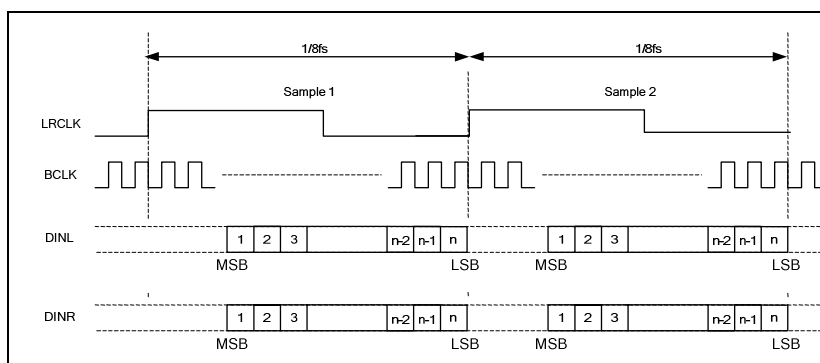 1/8fs 1/8fs
Sample 1 Sample 2
LRCLK
BCLK
DINL 1 2 3 n-2 n-1 n 1 2 3 n-2 n-1 n
MSB LSB MSB LSB
DINR 1 2 3 n-2 n-1 n 1 2 3 n-2 n-1 n
MSB LSB MSB LSB